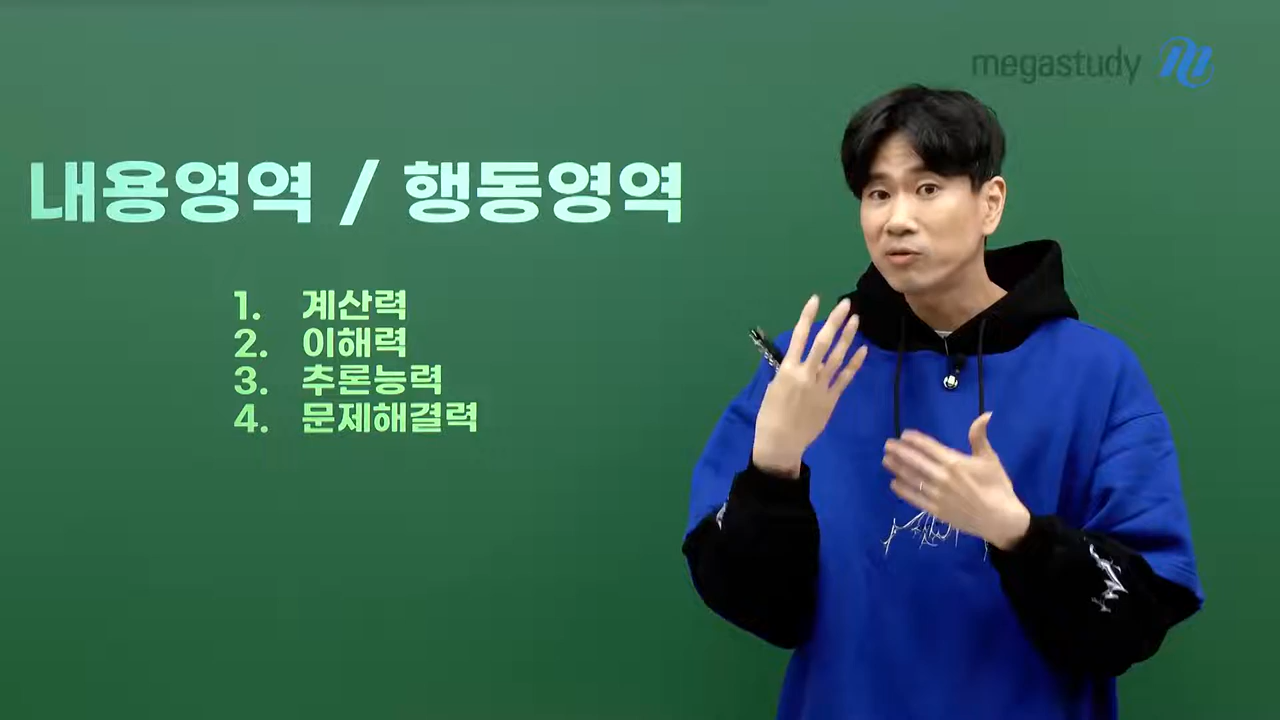 megastudy
내용영역 / 행동영역
1. 계산력
2. 이해력
3. 추론능력
4. 문제해결력